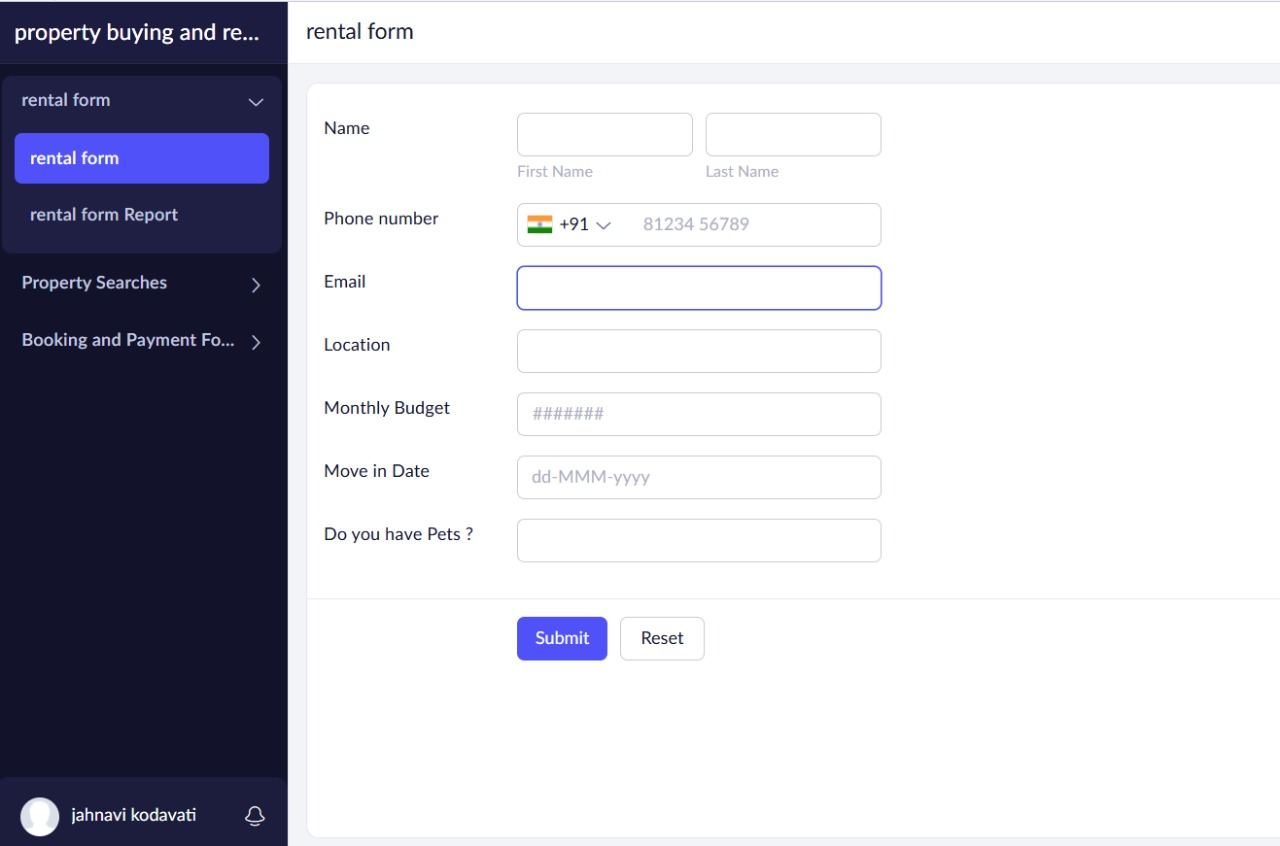 property buying and re...
rental form
rental form
rental form Report
Property Searches
Booking and Payment Fo...
jahnavi kodavati
rental form
Name
First Name Last Name
Phone number +91 81234 56789
Email
Location
Monthly Budget #######
Move in Date dd-MMM-yyyy
Do you have Pets ?
Submit Reset